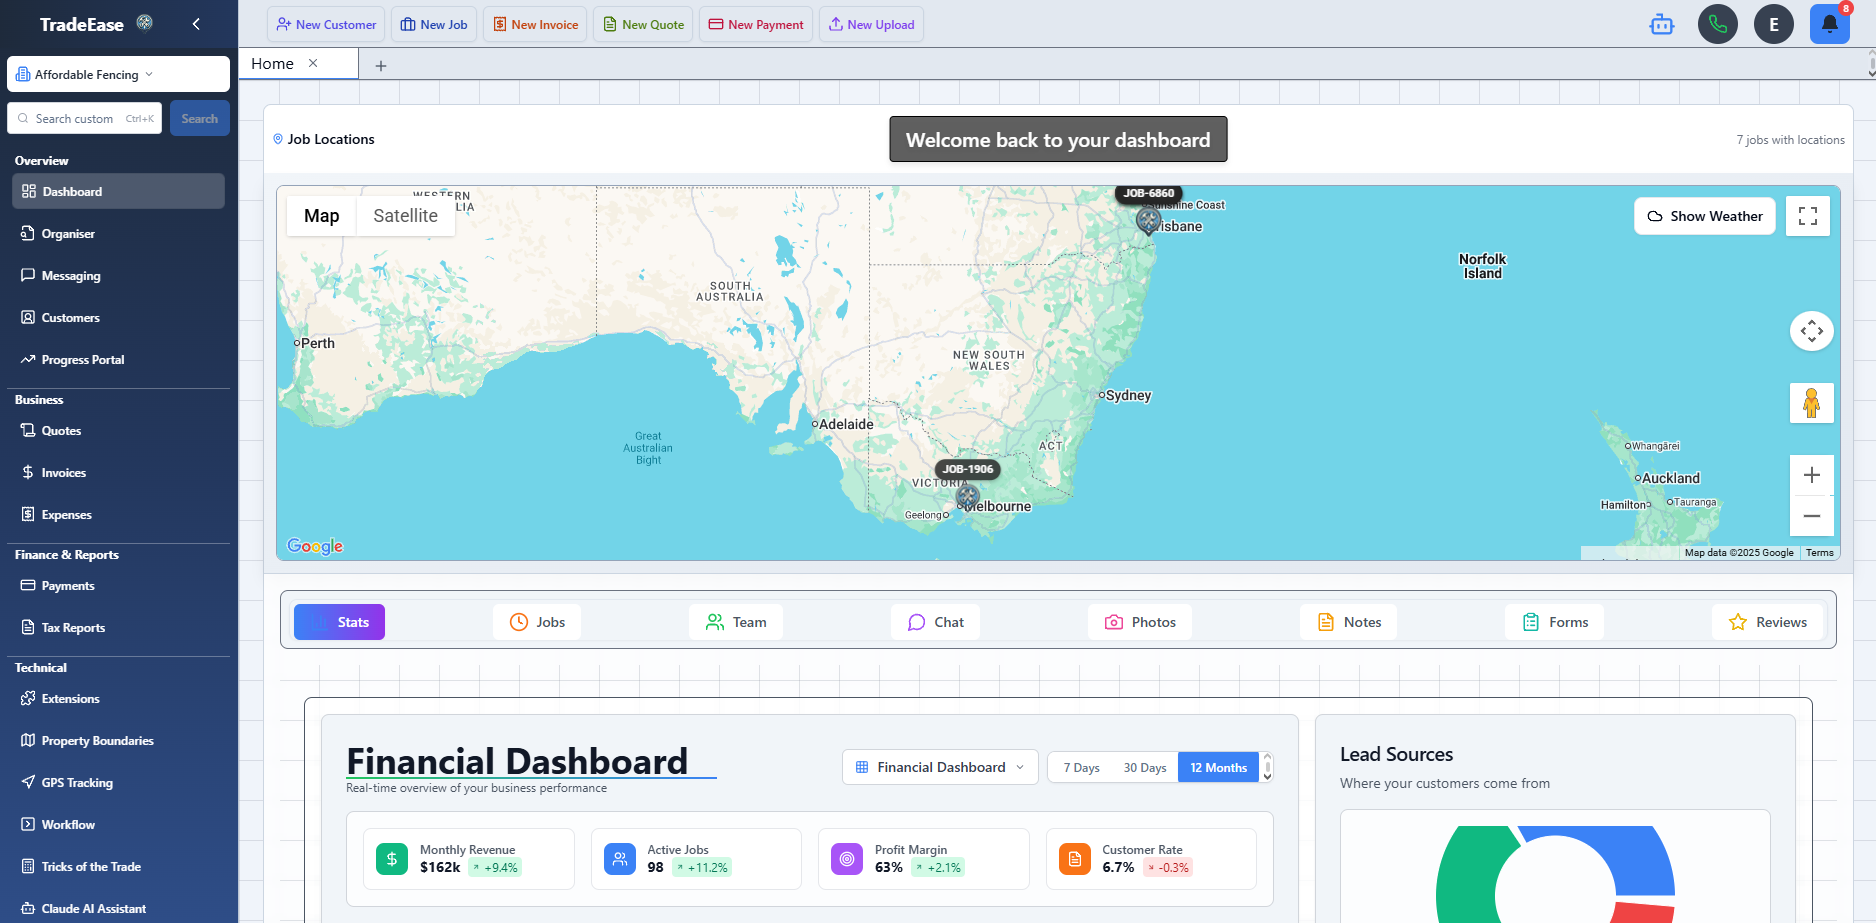 TradeEase
New Customer
New Job
New Invoice
New Quote
New Payment
New Upload
E
8
Affordable Fencing
Home
Search custom
Ctrl+K
Search
Overview
Dashboard
Organiser
Messaging
Customers
Progress Portal
Business
Quotes
Invoices
Expenses
Finance & Reports
Payments
Tax Reports
Technical
Extensions
Property Boundaries
GPS Tracking
Workflow
Tricks of the Trade
Claude AI Assistant
Job Locations
Welcome back to your dashboard
7 jobs with locations
Map
Satellite
Show Weather
WESTERN
JOB-6860
Sunshine Coast
Norfolk
Island
SOUTH
AUSTRALIA
Perth
NEW SOUTH
WALES
Sydney
Adelaide
Great
Australian
Bight
ACT
JOB-1906
VICTORIA
Melbourne
Geelong
Whangārei
Auckland
Hamilton
Tauranga
Google
Map data ©2025 Google
Terms
Stats
Jobs
Team
Chat
Photos
Notes
Forms
Reviews
Financial Dashboard
Real-time overview of your business performance
Financial Dashboard
7 Days
30 Days
12 Months
Monthly Revenue
$162k
+9.4%
Active Jobs
98
+11.2%
Profit Margin
63%
+2.1%
Customer Rate
6.7%
-0.3%
Lead Sources
Where your customers come from